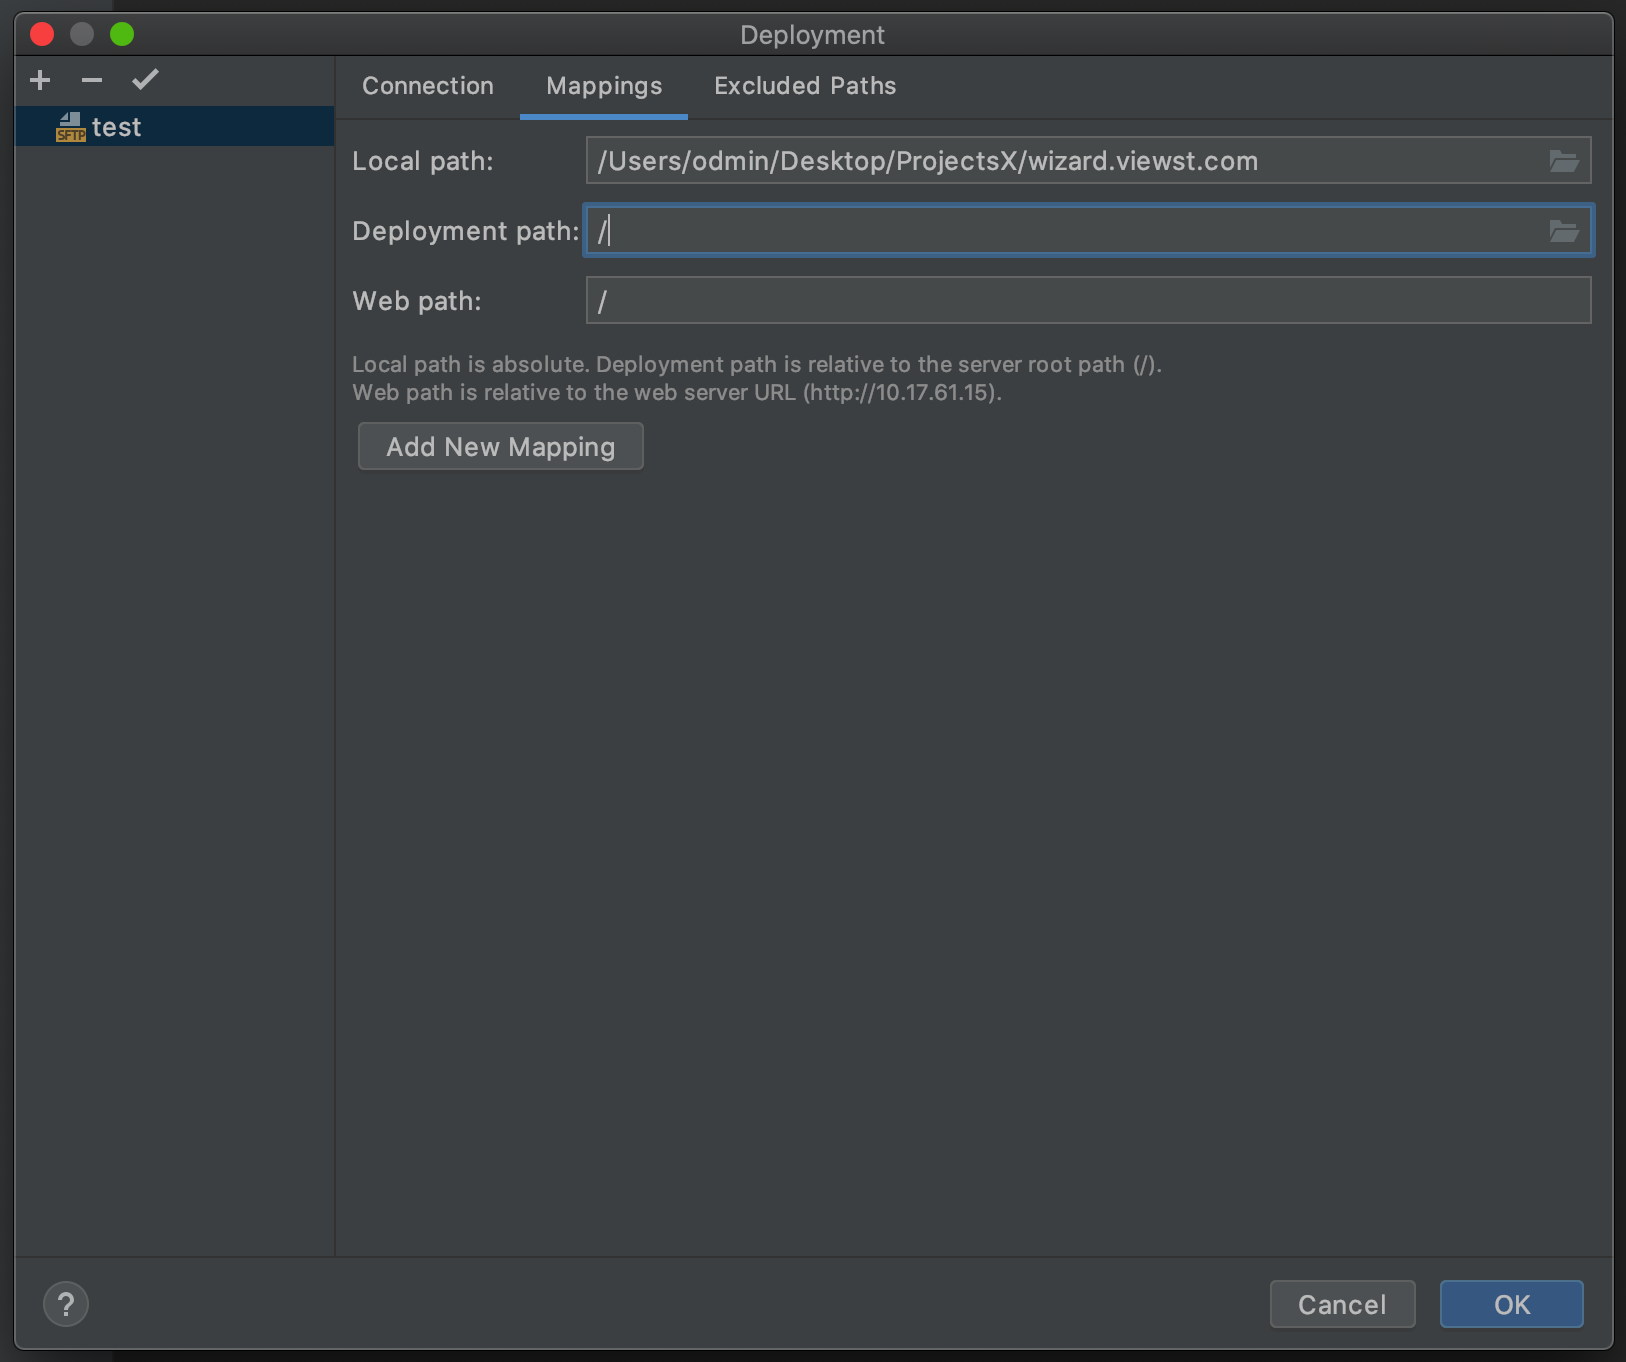 Deployment
Connection Mappings Excluded Paths
SFTP test
Local path: /Users/odmin/Desktop/ProjectsX/wizard.viewst.com
Deployment path: /
Web path: /
Local path is absolute. Deployment path is relative to the server root path (/).
Web path is relative to the web server URL (http://10.17.61.15).
Add New Mapping
? Cancel OK